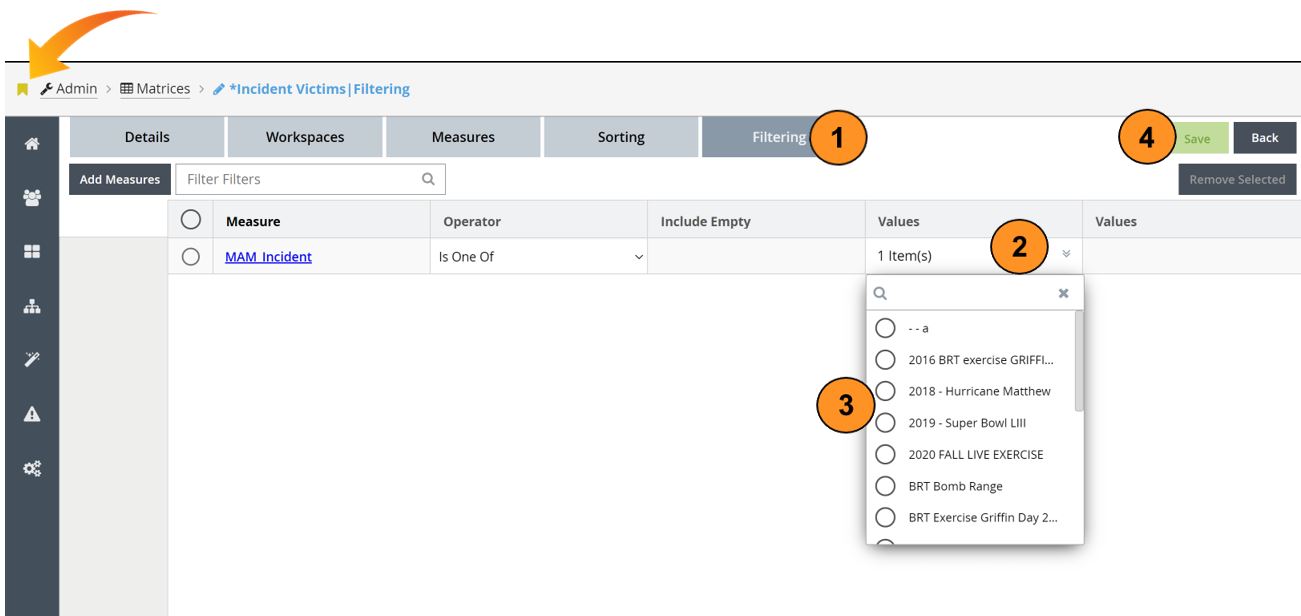 Admin > Matrices > *Incident Victims|Filtering
Details Workspaces Measures Sorting Filtering 1 4 Save Back
Add Measures Filter Filters Remove Selected
Measure Operator Include Empty Values Values
MAM_Incident Is One Of 1 Item(s) 2
- - a
2016 BRT exercise GRIFFI...
2018 - Hurricane Matthew
3
2019 - Super Bowl LIII
2020 FALL LIVE EXERCISE
BRT Bomb Range
BRT Exercise Griffin Day 2...